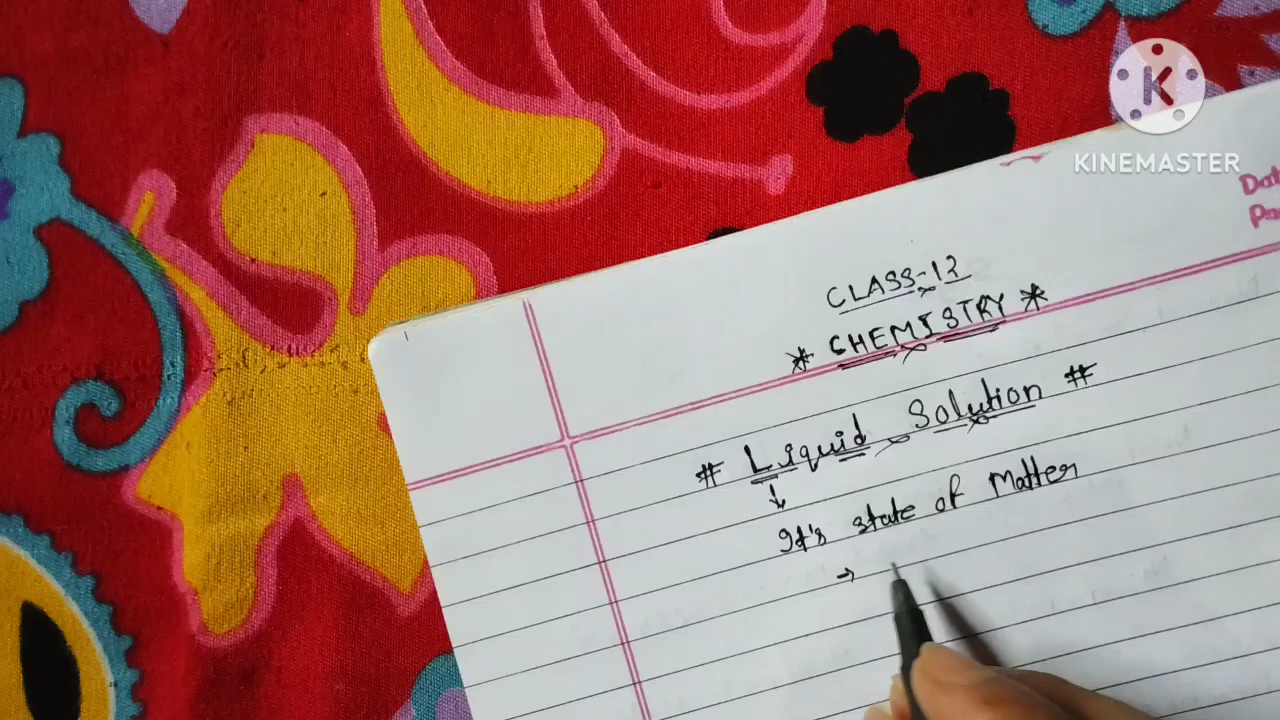 K
KINEMASTER
CLASS-12
* CHEMISTRY *
# Liquid Solution #
↓
It's state of Matter
→